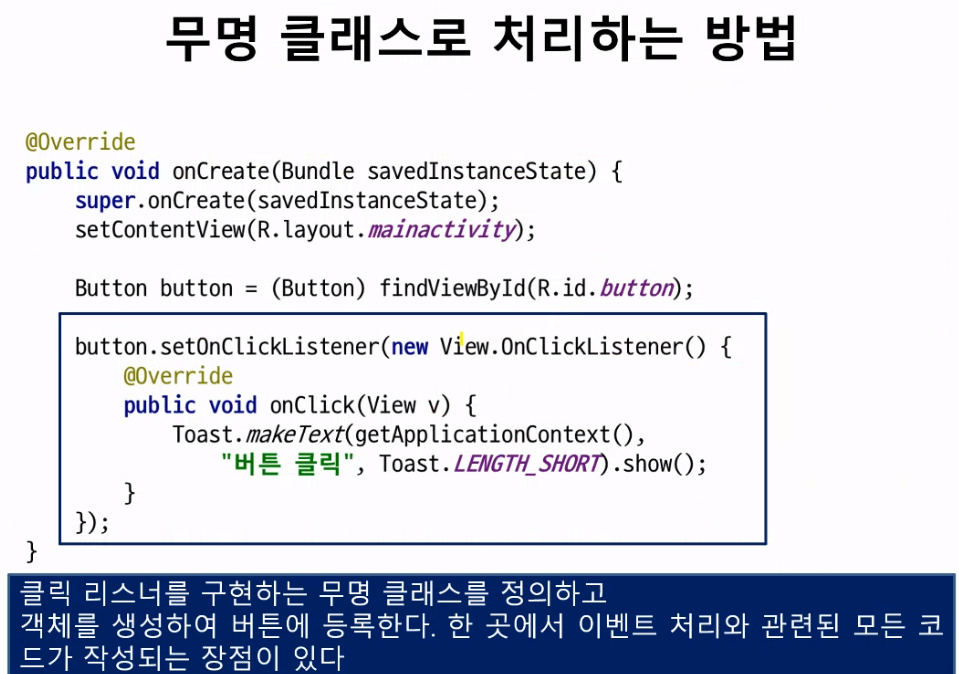 무명 클래스로 처리하는 방법
@Override
public void onCreate(Bundle savedInstanceState) {
super.onCreate(savedInstanceState);
setContentView(R.layout.mainactivity);
Button button = (Button) findViewById(R.id.button);
button.setOnClickListener(new View.OnClickListener() {
@Override
public void onClick(View v) {
Toast.makeText(getApplicationContext(),
"버튼 클릭", Toast.LENGTH_SHORT).show();
}
});
}
클릭 리스너를 구현하는 무명 클래스를 정의하고
객체를 생성하여 버튼에 등록한다. 한 곳에서 이벤트 처리와 관련된 모든 코
드가 작성되는 장점이 있다